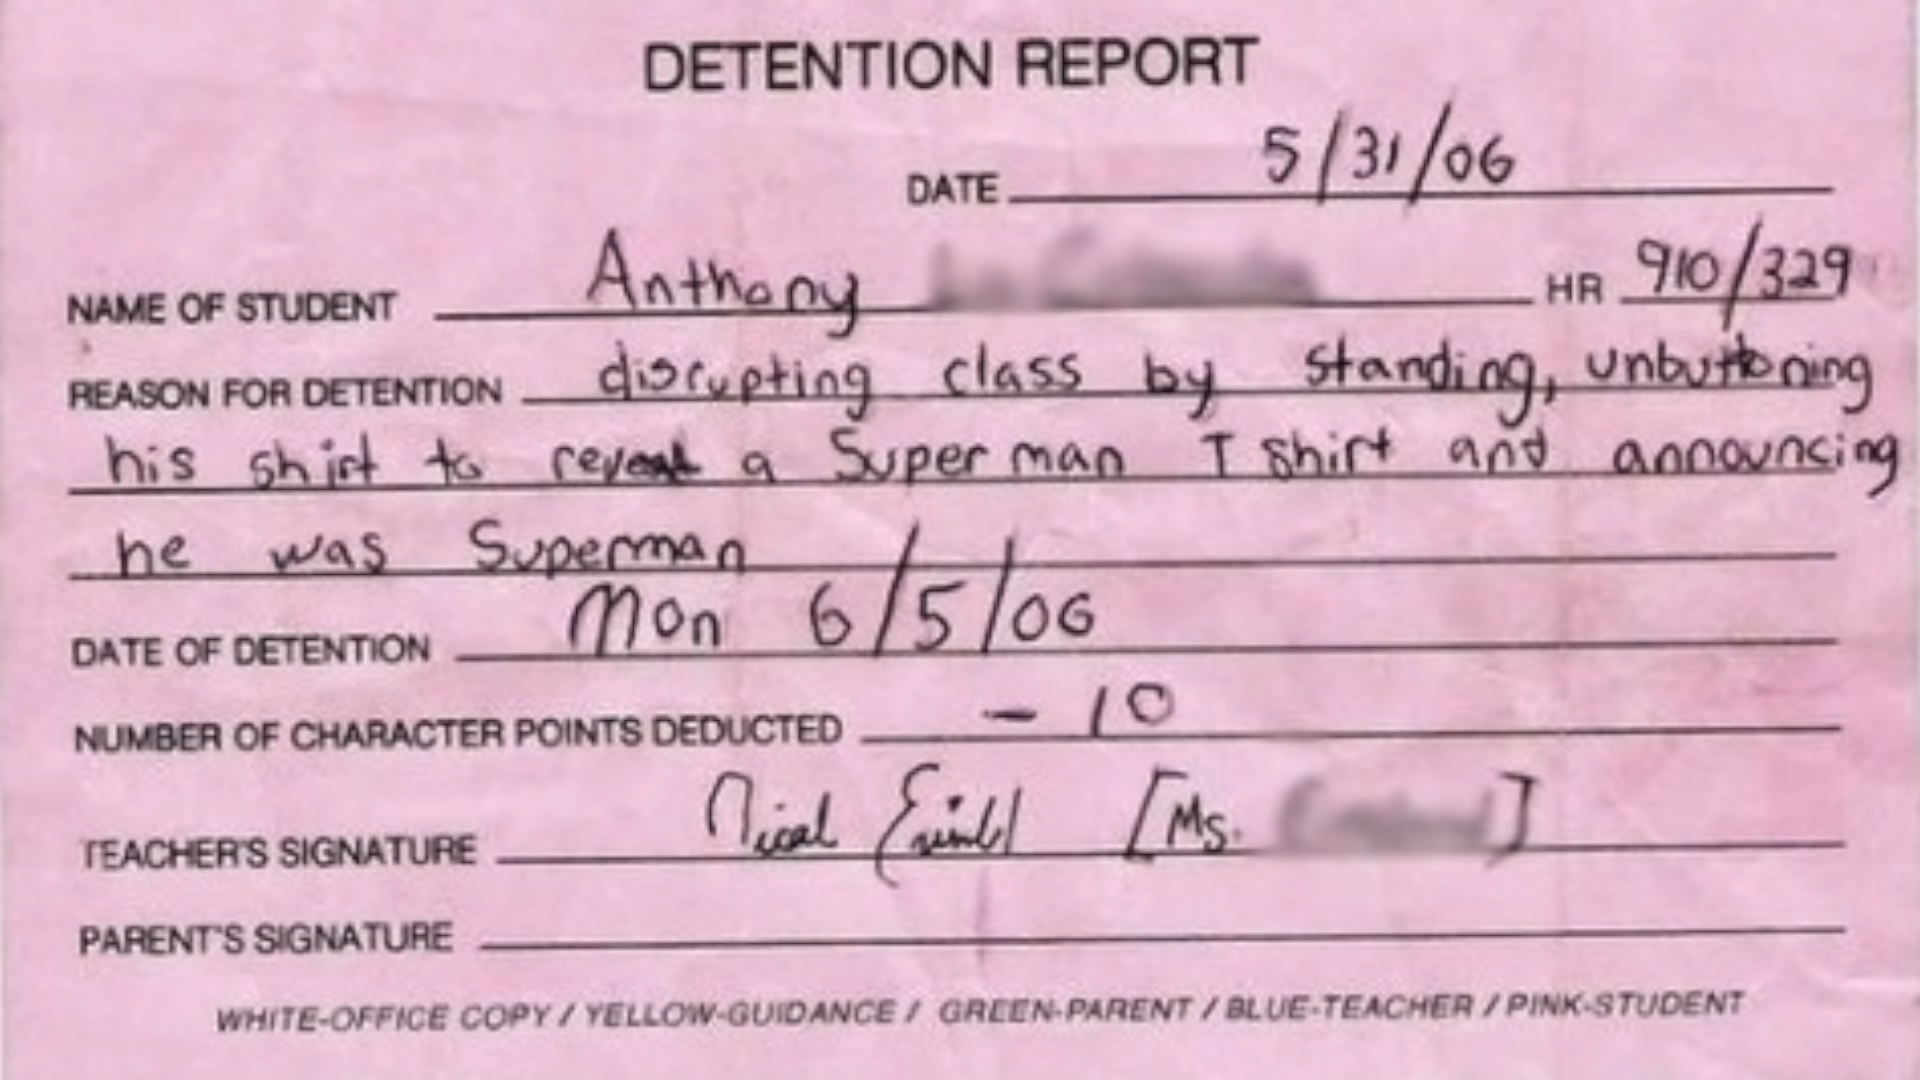 DETENTION REPORT
DATE 5/31/06
NAME OF STUDENT Anthony HR 910/329
REASON FOR DETENTION disrupting class by standing, unbuttoning
his shirt to reveal a Superman T shirt and announcing
he was Superman
DATE OF DETENTION Mon 6/5/06
NUMBER OF CHARACTER POINTS DEDUCTED - 10
TEACHER'S SIGNATURE [Ms. ]
PARENT'S SIGNATURE
WHITE-OFFICE COPY / YELLOW-GUIDANCE / GREEN-PARENT / BLUE-TEACHER / PINK-STUDENT